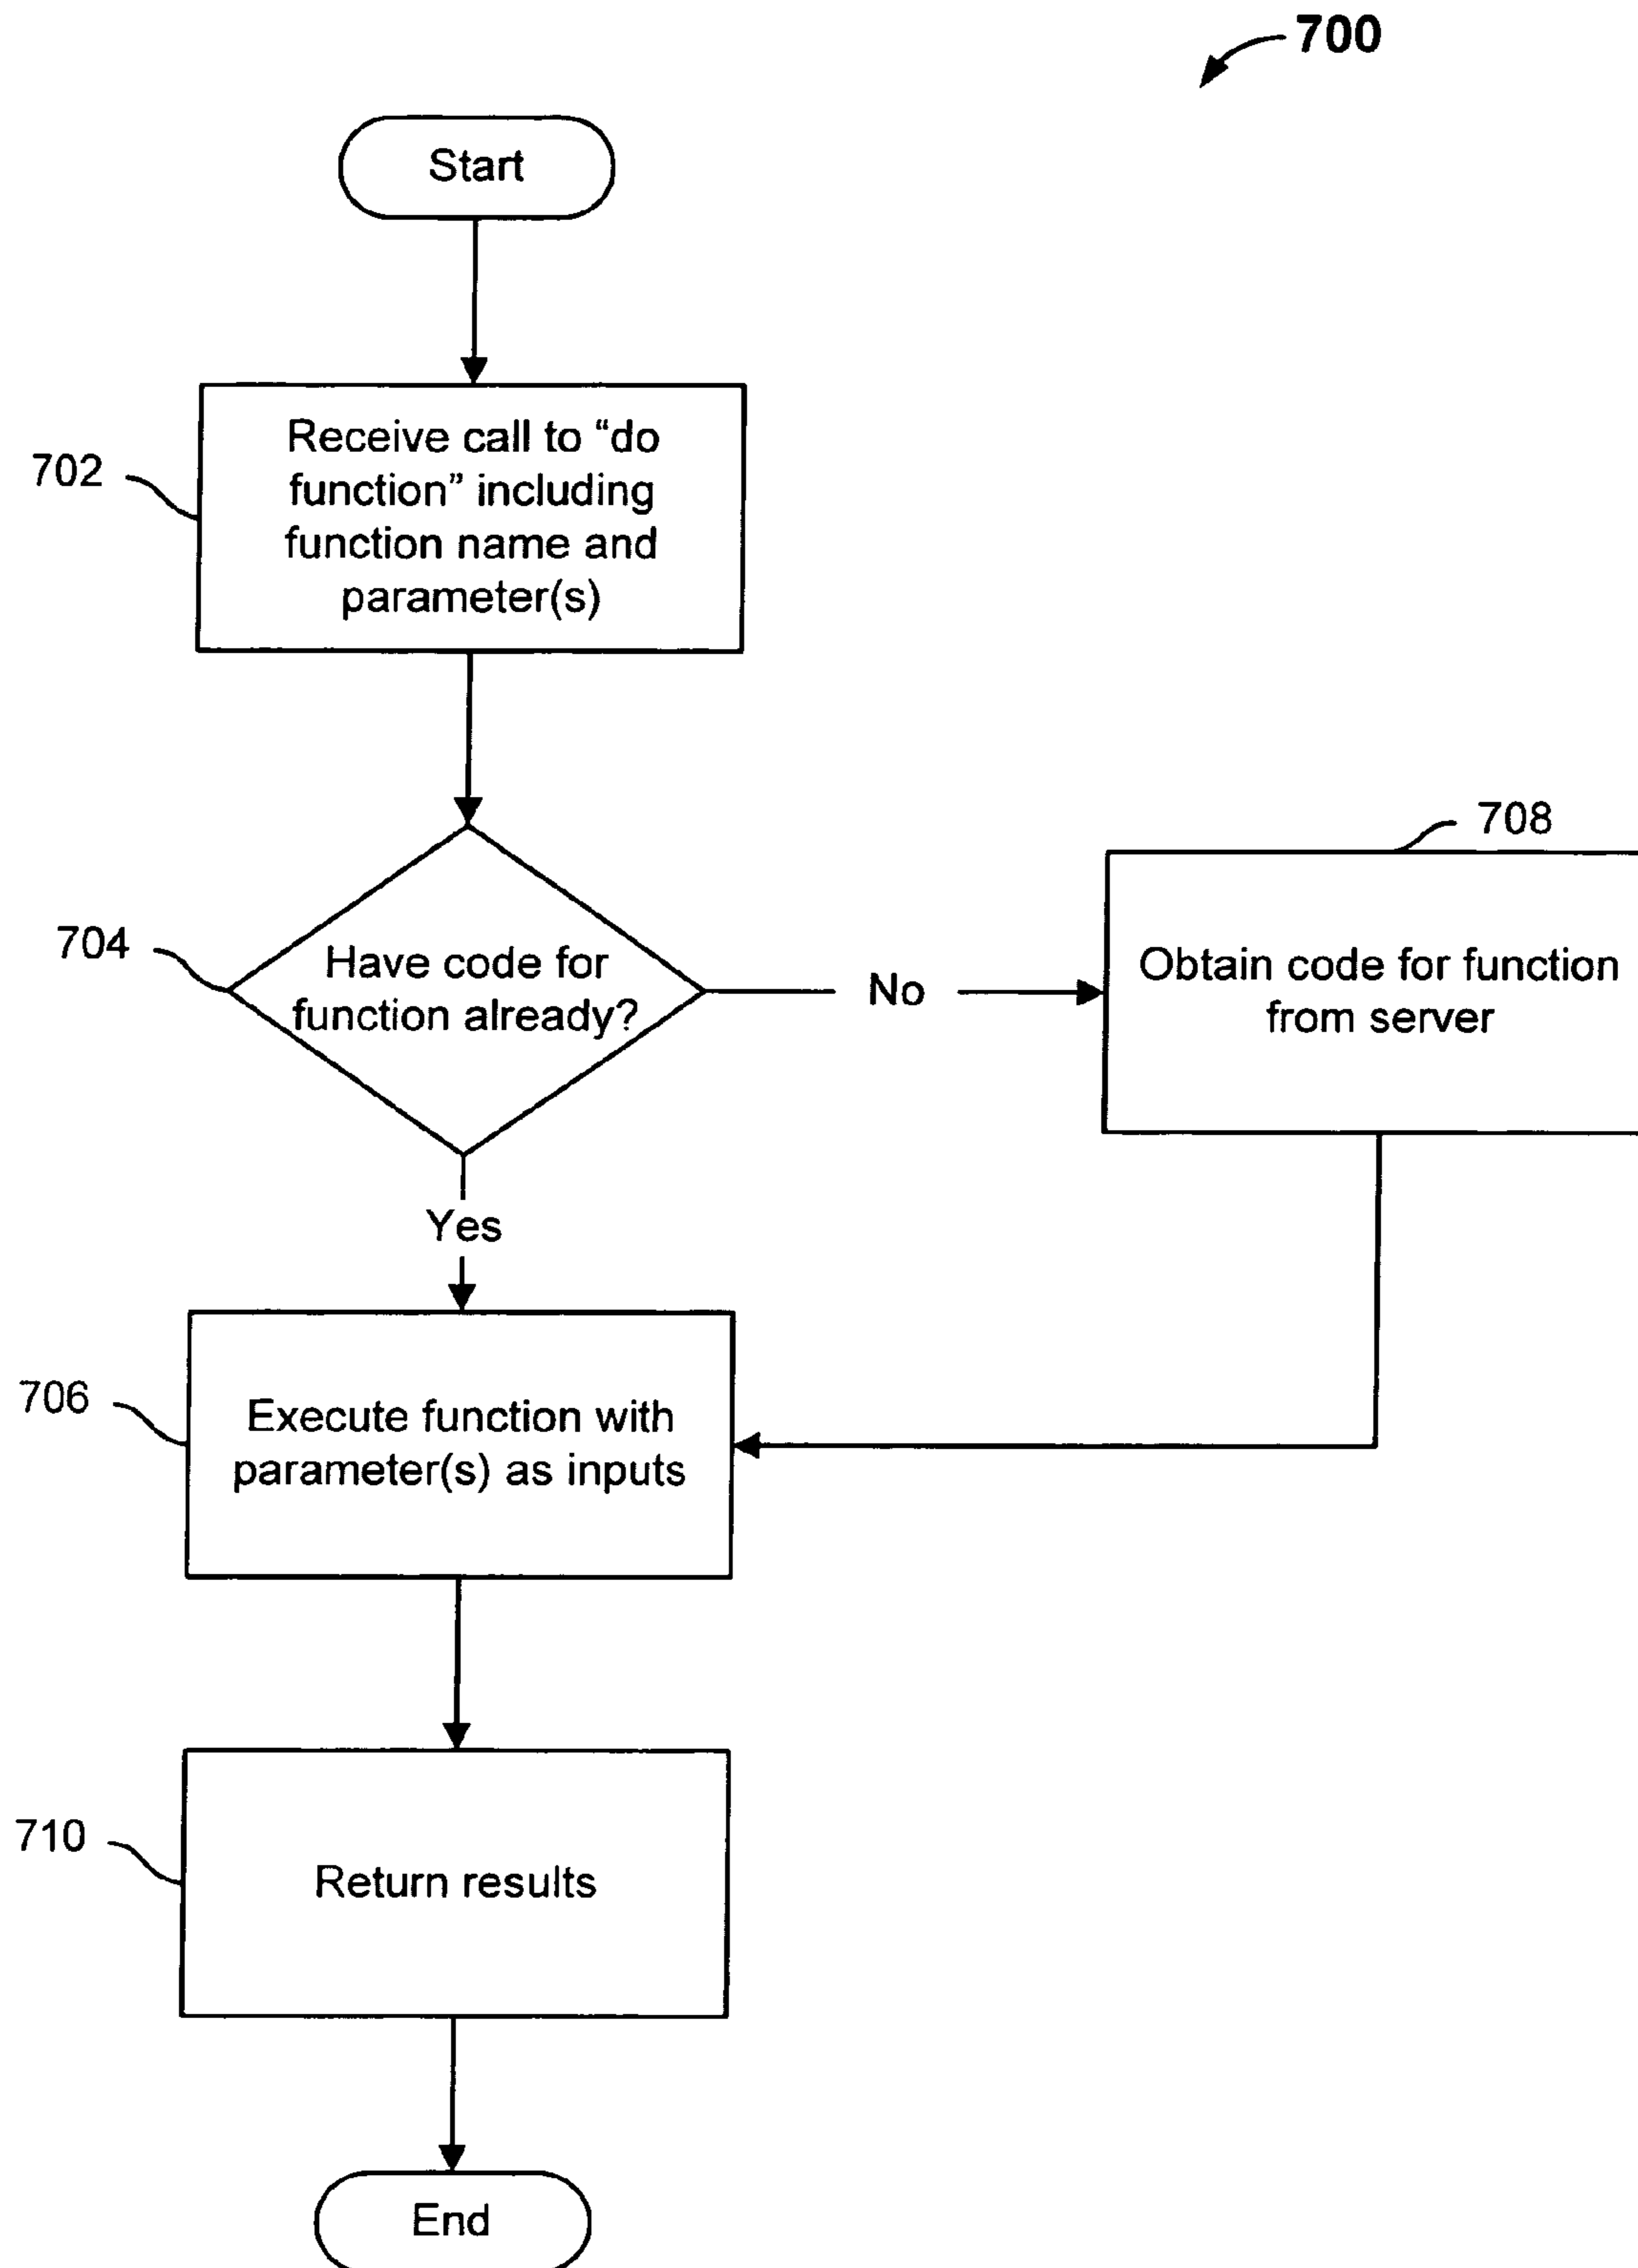 700
Start
702
Receive call to “do
function” including
function name and
parameter(s)
704
Have code for
function already?
No
708
Obtain code for function
from server
Yes
706
Execute function with
parameter(s) as inputs
710
Return results
End